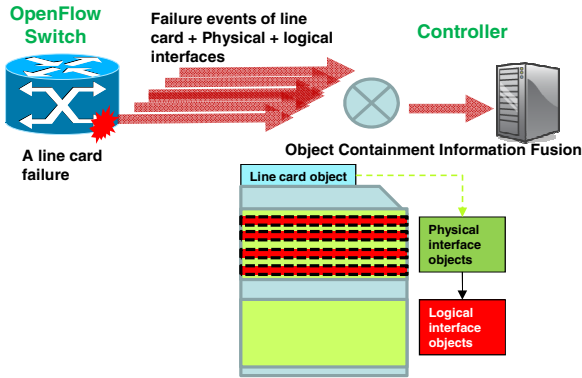 OpenFlow
Switch
Failure events of line
card + Physical + logical
interfaces
Controller
A line card
failure
Object Containment Information Fusion
Line card object
Physical
interface
objects
Logical
interface
objects